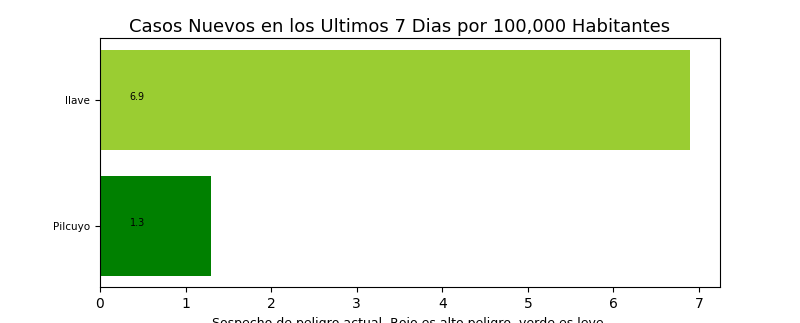 Casos Nuevos en los Ultimos 7 Dias por 100,000 Habitantes
Ilave
6.9
Pilcuyo
1.3
0 1 2 3 4 5 6 7
Sospecho de peligro actual. Rojo es alto peligro, verde es leve